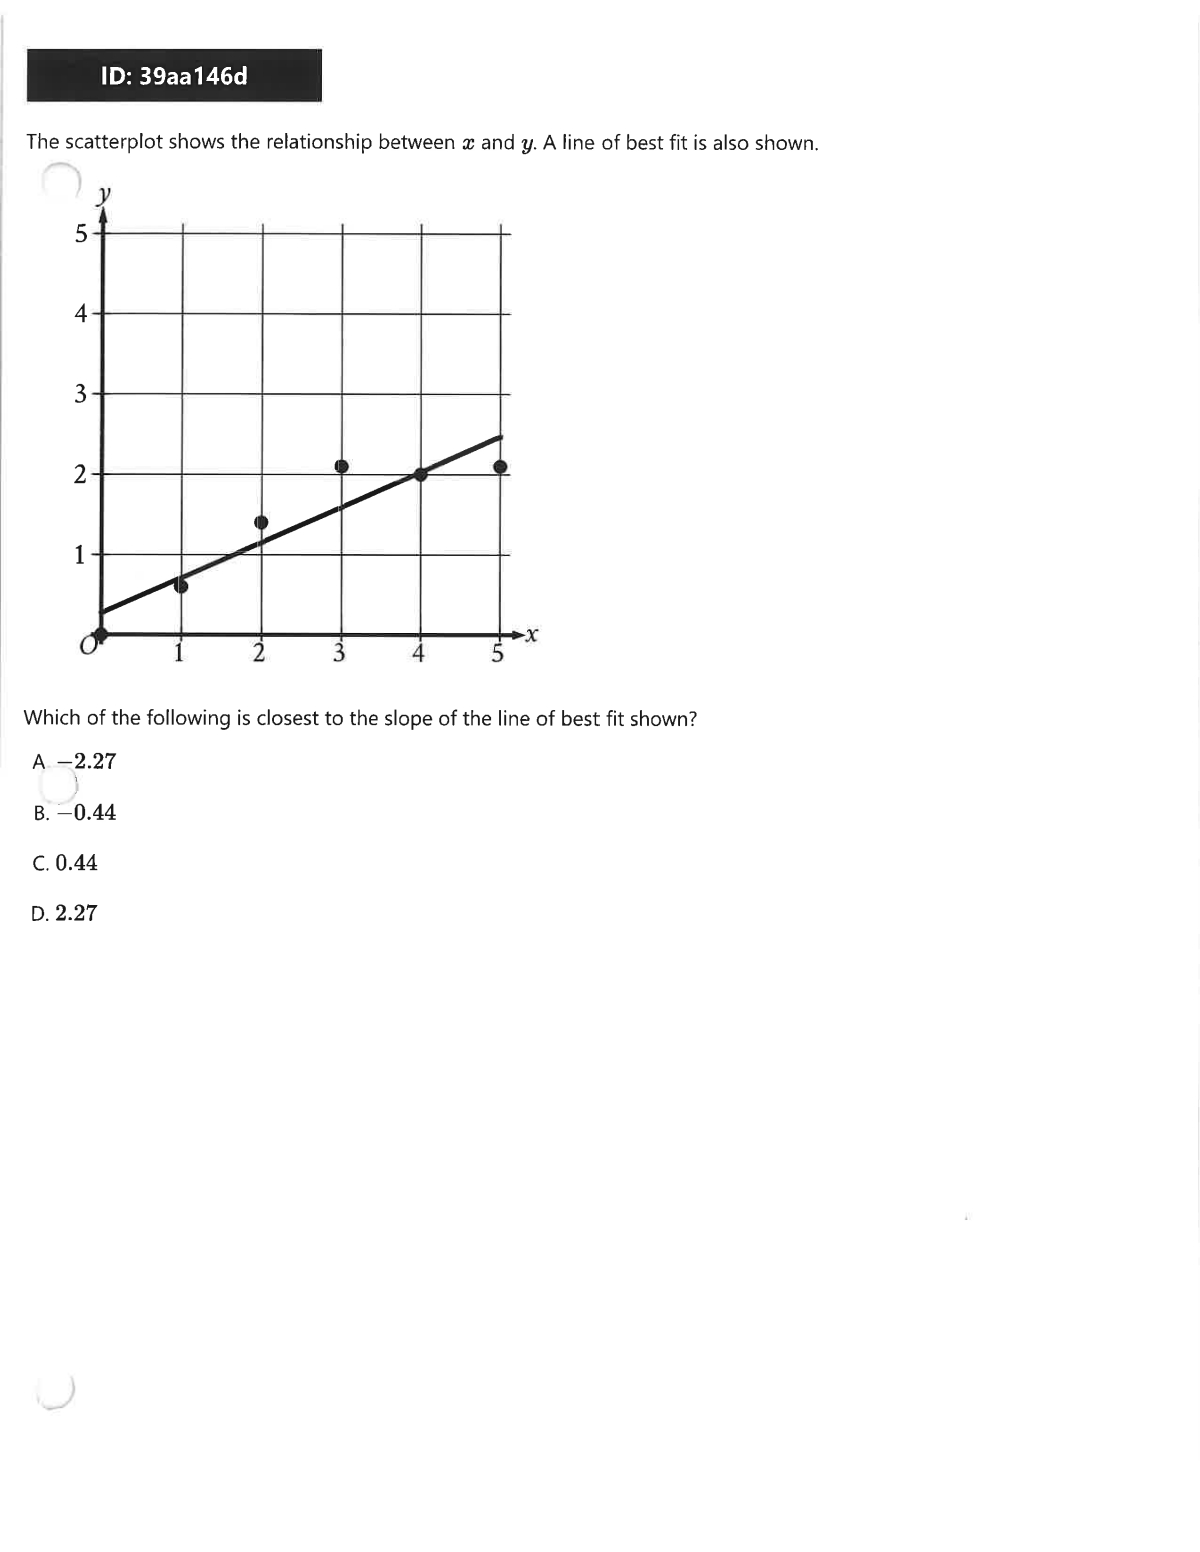 ID: 39aa146d
The scatterplot shows the relationship between x and y. A line of best fit is also shown.
y
5
4
3
2
1
O
1 2 3 4 5
x
Which of the following is closest to the slope of the line of best fit shown?
A. −2.27
B. −0.44
C. 0.44
D. 2.27